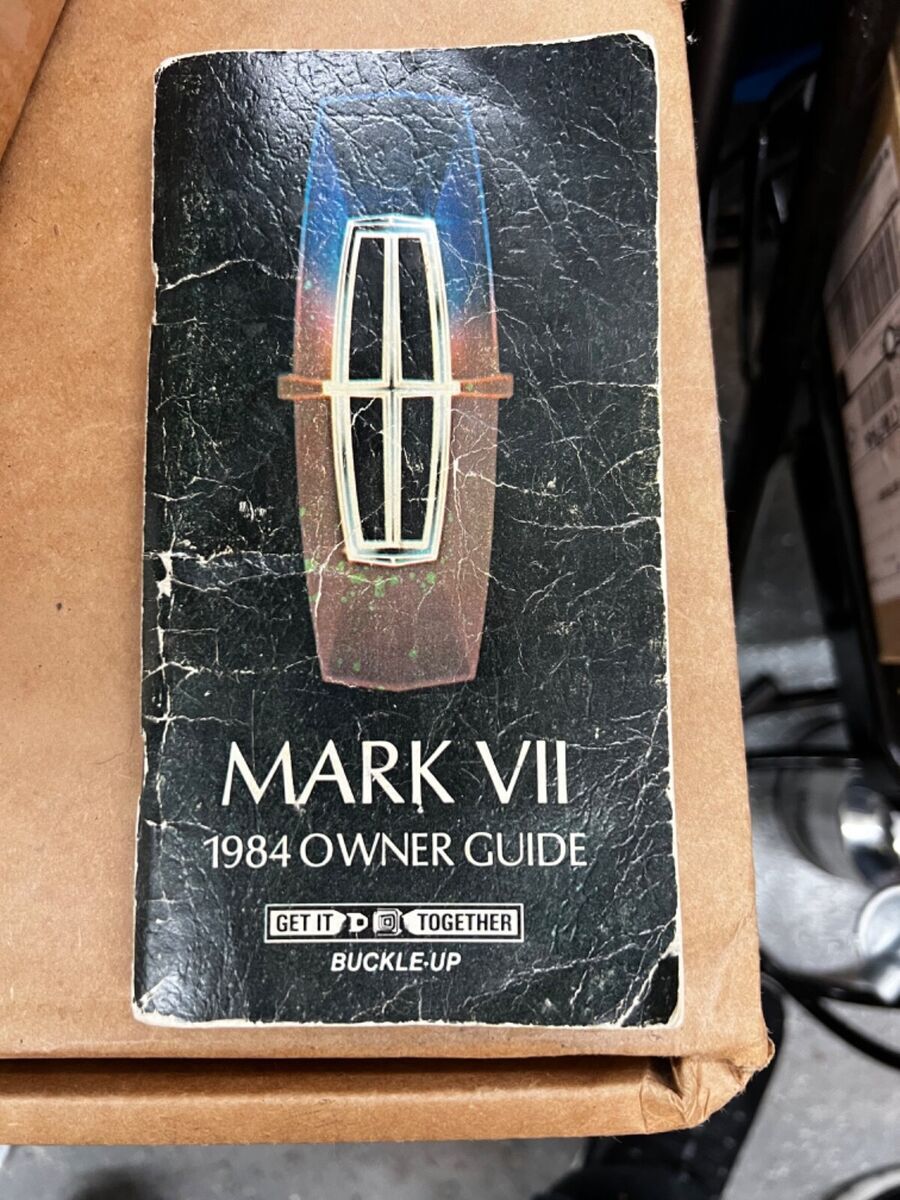 MARK VII
1984 OWNER GUIDE
GET IT TOGETHER
BUCKLE-UP